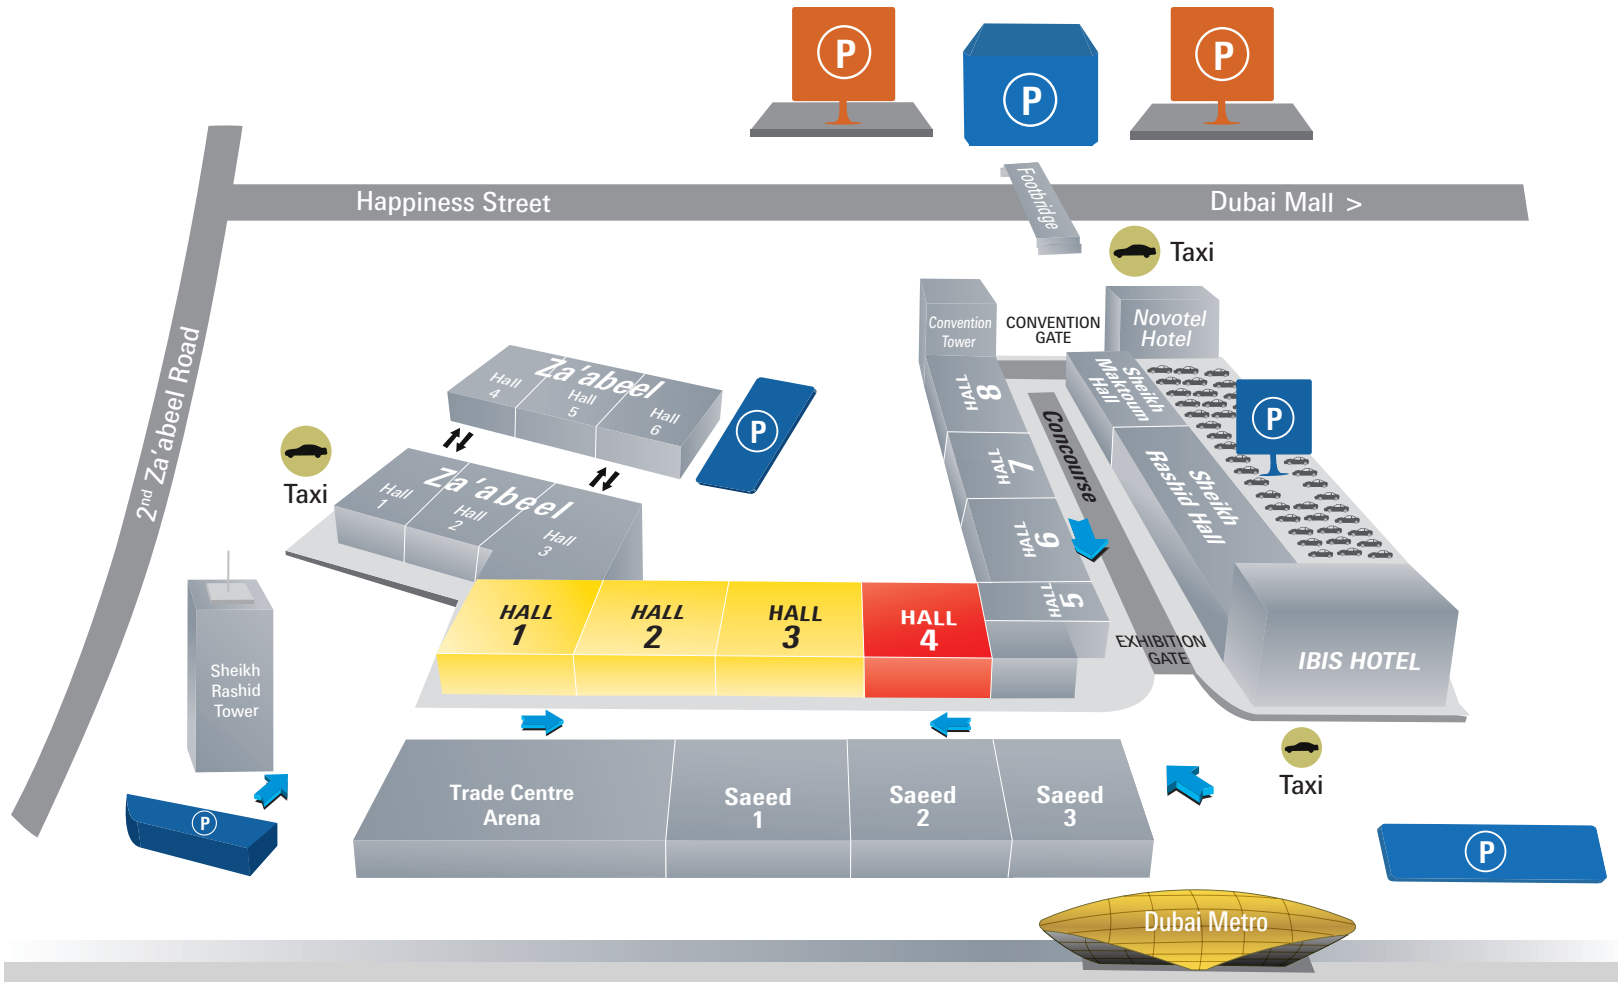 P
P
P
Happiness Street
Footbridge
Dubai Mall >
Taxi
2nd Za'abeel Road
Convention
Tower
CONVENTION
GATE
Novotel
Hotel
Za'abeel
Hall
4
Hall
5
Hall
6
P
HALL
8
Concourse
Sheikh
Maktoum
Hall
P
Taxi
Za'abeel
Hall
1
Hall
2
Hall
3
HALL
7
Sheikh
Rashid Hall
HALL
6
HALL
5
HALL
1
HALL
2
HALL
3
HALL
4
EXHIBITION
GATE
IBIS HOTEL
Sheikh
Rashid
Tower
Trade Centre
Arena
Saeed
1
Saeed
2
Saeed
3
Taxi
P
P
Dubai Metro